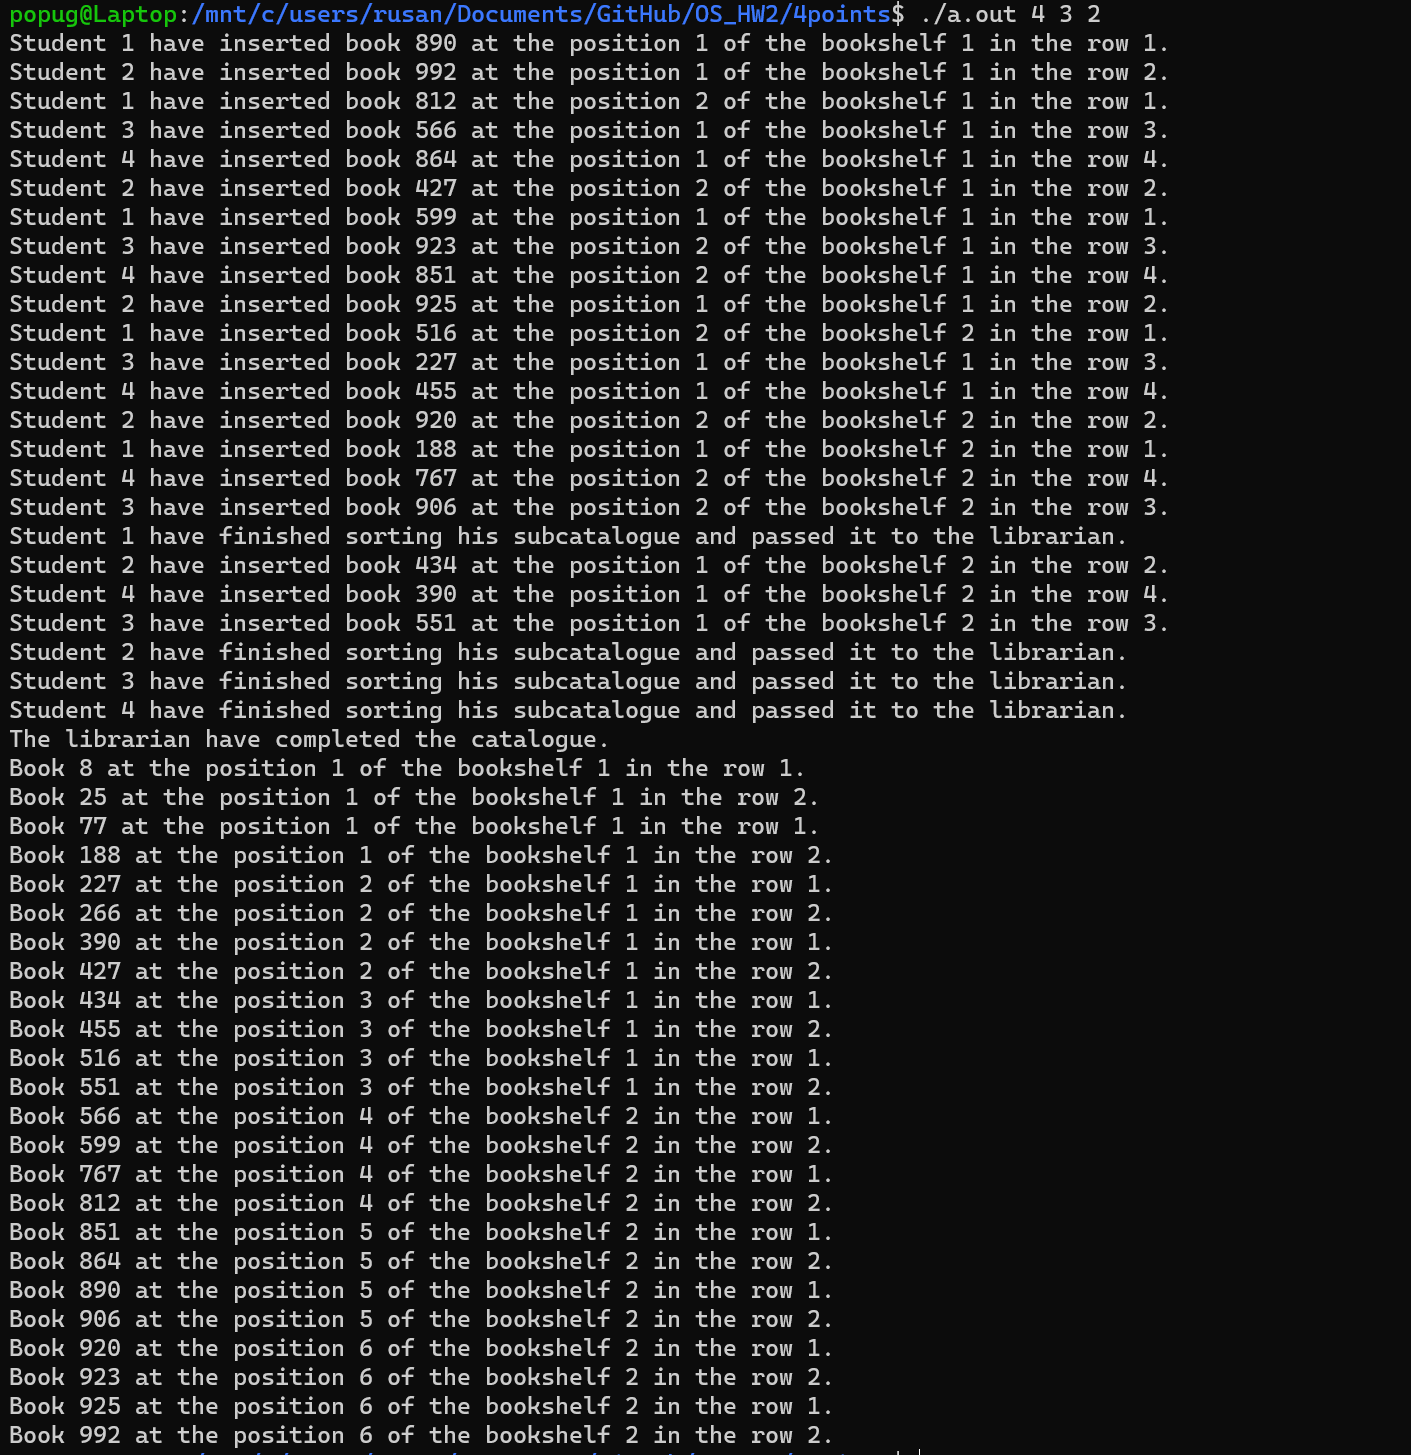 popug@Laptop:/mnt/c/users/rusan/Documents/GitHub/OS_HW2/4points$ ./a.out 4 3 2
Student 1 have inserted book 890 at the position 1 of the bookshelf 1 in the row 1.
Student 2 have inserted book 992 at the position 1 of the bookshelf 1 in the row 2.
Student 1 have inserted book 812 at the position 2 of the bookshelf 1 in the row 1.
Student 3 have inserted book 566 at the position 1 of the bookshelf 1 in the row 3.
Student 4 have inserted book 864 at the position 1 of the bookshelf 1 in the row 4.
Student 2 have inserted book 427 at the position 2 of the bookshelf 1 in the row 2.
Student 1 have inserted book 599 at the position 1 of the bookshelf 1 in the row 1.
Student 3 have inserted book 923 at the position 2 of the bookshelf 1 in the row 3.
Student 4 have inserted book 851 at the position 2 of the bookshelf 1 in the row 4.
Student 2 have inserted book 925 at the position 1 of the bookshelf 1 in the row 2.
Student 1 have inserted book 516 at the position 2 of the bookshelf 2 in the row 1.
Student 3 have inserted book 227 at the position 1 of the bookshelf 1 in the row 3.
Student 4 have inserted book 455 at the position 1 of the bookshelf 1 in the row 4.
Student 2 have inserted book 920 at the position 2 of the bookshelf 2 in the row 2.
Student 1 have inserted book 188 at the position 1 of the bookshelf 2 in the row 1.
Student 4 have inserted book 767 at the position 2 of the bookshelf 2 in the row 4.
Student 3 have inserted book 906 at the position 2 of the bookshelf 2 in the row 3.
Student 1 have finished sorting his subcatalogue and passed it to the librarian.
Student 2 have inserted book 434 at the position 1 of the bookshelf 2 in the row 2.
Student 4 have inserted book 390 at the position 1 of the bookshelf 2 in the row 4.
Student 3 have inserted book 551 at the position 1 of the bookshelf 2 in the row 3.
Student 2 have finished sorting his subcatalogue and passed it to the librarian.
Student 3 have finished sorting his subcatalogue and passed it to the librarian.
Student 4 have finished sorting his subcatalogue and passed it to the librarian.
The librarian have completed the catalogue.
Book 8 at the position 1 of the bookshelf 1 in the row 1.
Book 25 at the position 1 of the bookshelf 1 in the row 2.
Book 77 at the position 1 of the bookshelf 1 in the row 1.
Book 188 at the position 1 of the bookshelf 1 in the row 2.
Book 227 at the position 2 of the bookshelf 1 in the row 1.
Book 266 at the position 2 of the bookshelf 1 in the row 2.
Book 390 at the position 2 of the bookshelf 1 in the row 1.
Book 427 at the position 2 of the bookshelf 1 in the row 2.
Book 434 at the position 3 of the bookshelf 1 in the row 1.
Book 455 at the position 3 of the bookshelf 1 in the row 2.
Book 516 at the position 3 of the bookshelf 1 in the row 1.
Book 551 at the position 3 of the bookshelf 1 in the row 2.
Book 566 at the position 4 of the bookshelf 2 in the row 1.
Book 599 at the position 4 of the bookshelf 2 in the row 2.
Book 767 at the position 4 of the bookshelf 2 in the row 1.
Book 812 at the position 4 of the bookshelf 2 in the row 2.
Book 851 at the position 5 of the bookshelf 2 in the row 1.
Book 864 at the position 5 of the bookshelf 2 in the row 2.
Book 890 at the position 5 of the bookshelf 2 in the row 1.
Book 906 at the position 5 of the bookshelf 2 in the row 2.
Book 920 at the position 6 of the bookshelf 2 in the row 1.
Book 923 at the position 6 of the bookshelf 2 in the row 2.
Book 925 at the position 6 of the bookshelf 2 in the row 1.
Book 992 at the position 6 of the bookshelf 2 in the row 2.